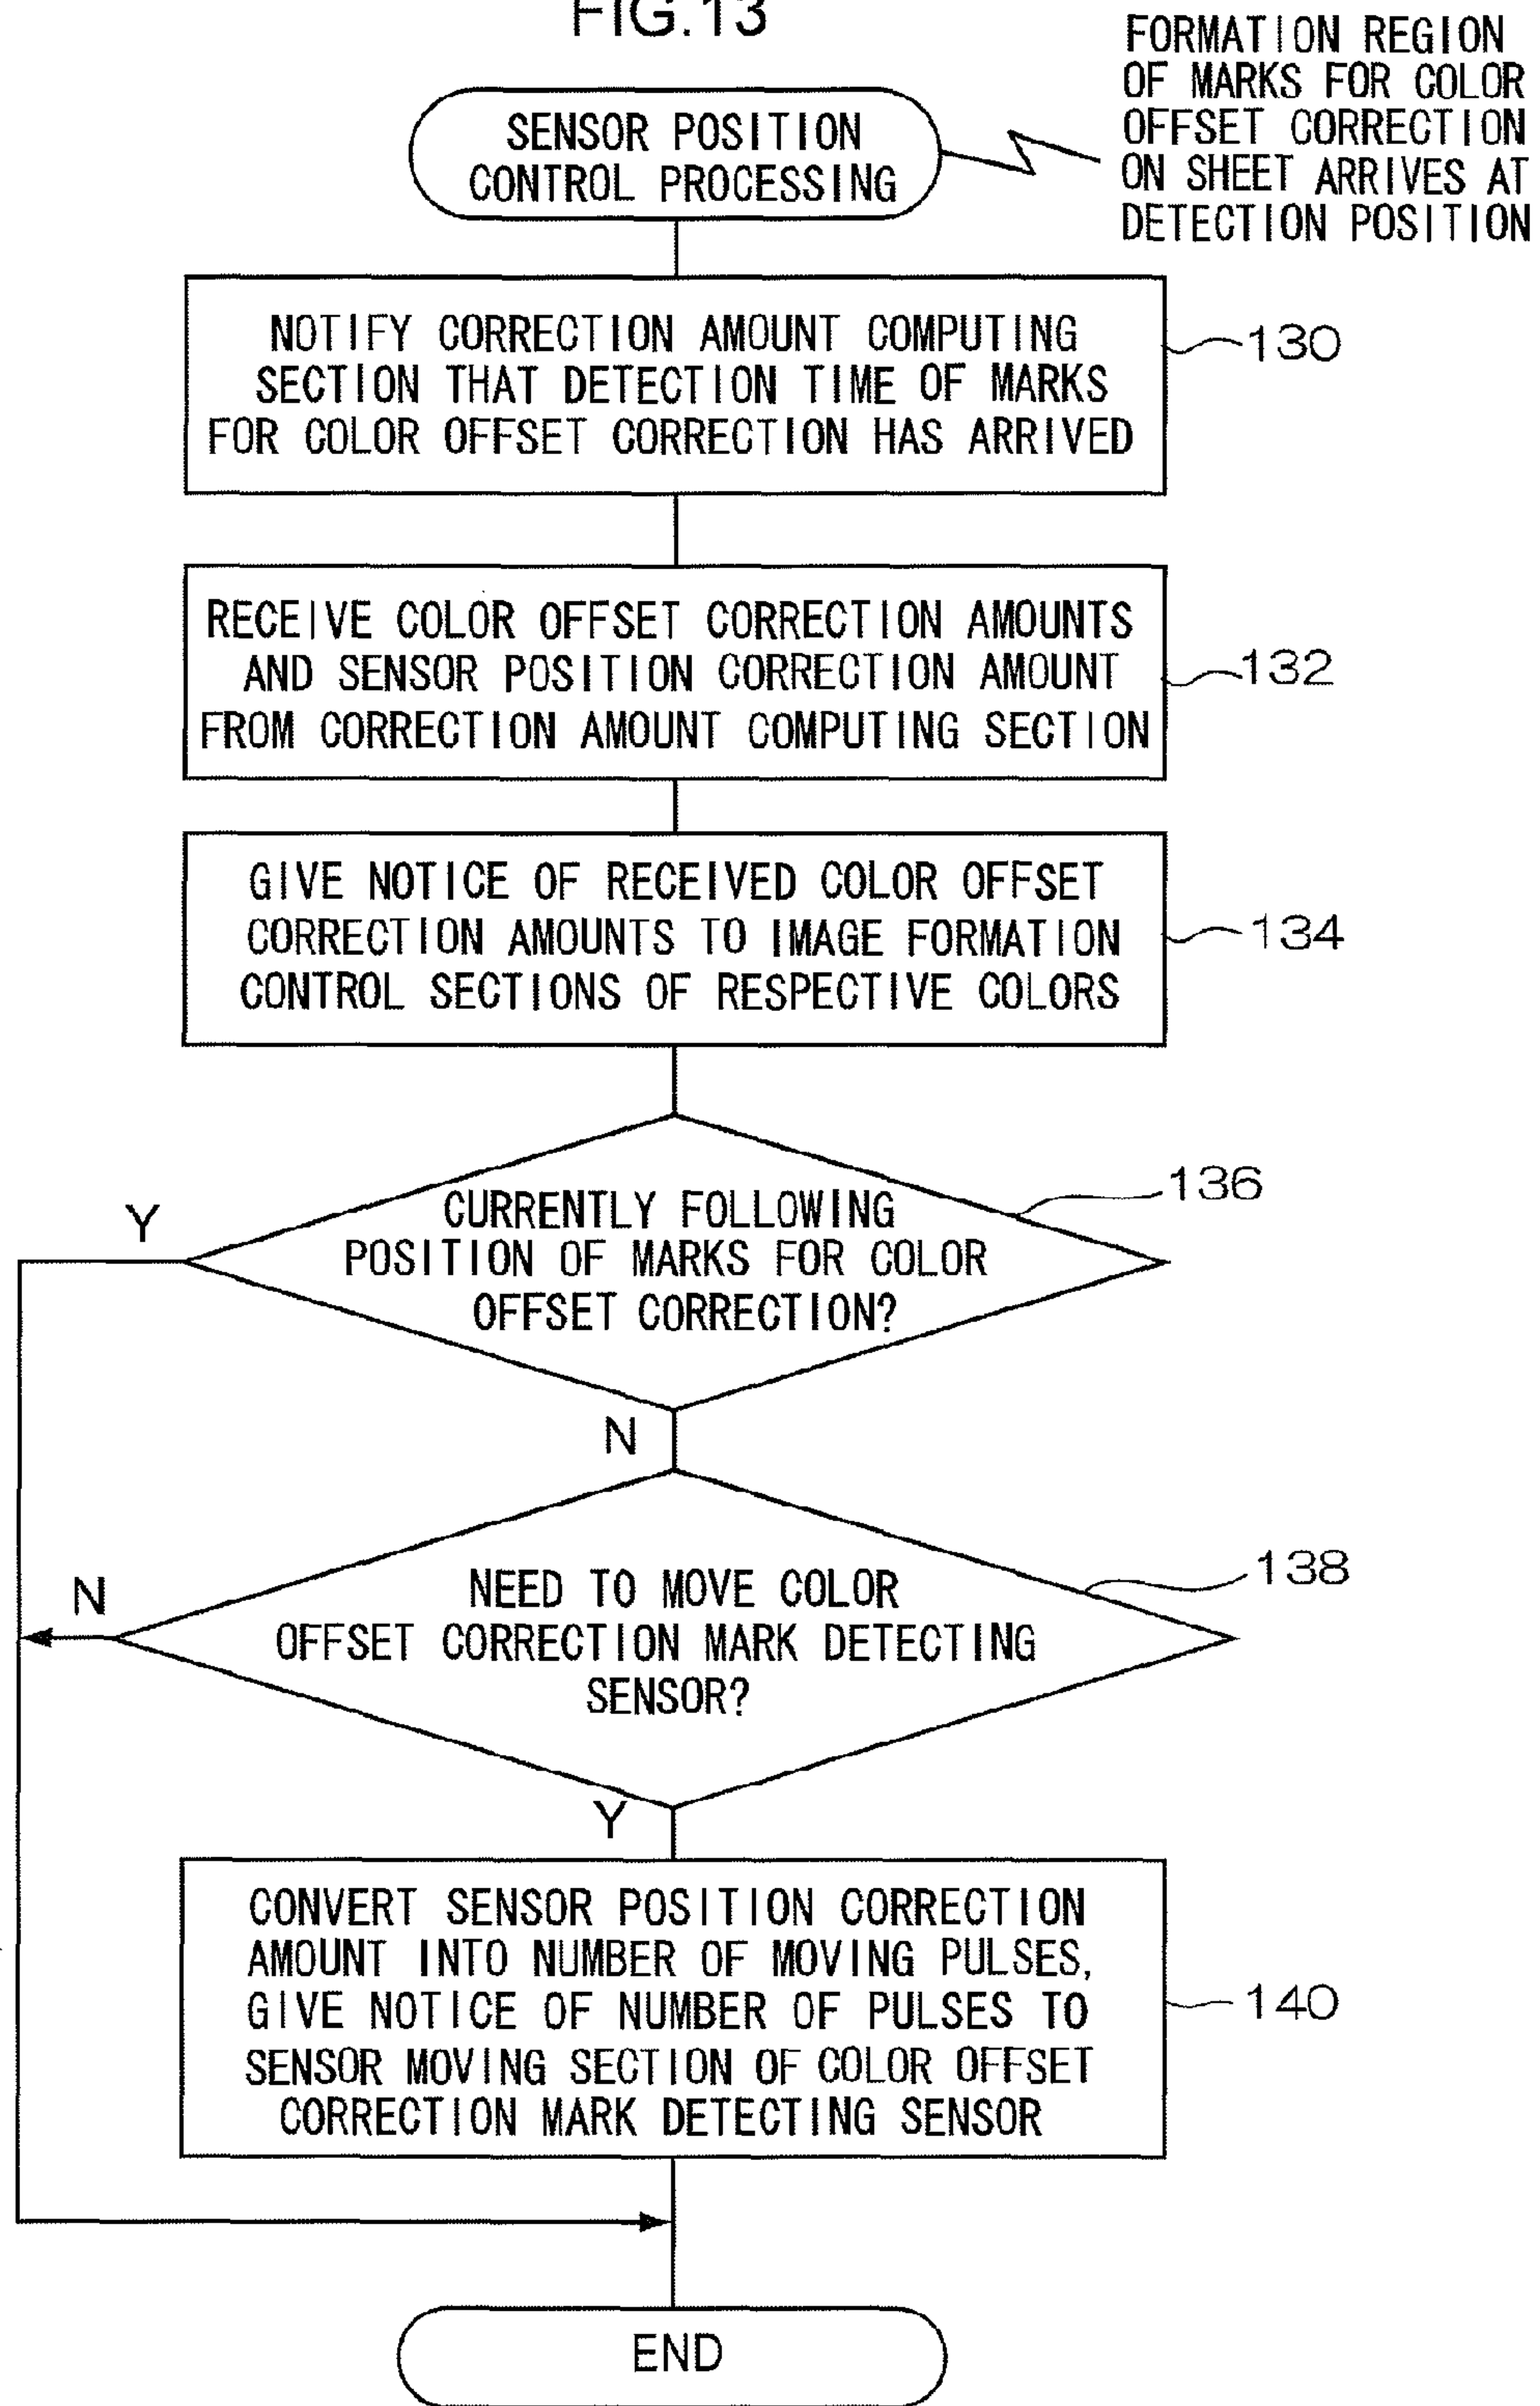 FIG.13
FORMATION REGION
OF MARKS FOR COLOR
OFFSET CORRECTION
ON SHEET ARRIVES AT
DETECTION POSITION
SENSOR POSITION
CONTROL PROCESSING
NOTIFY CORRECTION AMOUNT COMPUTING
SECTION THAT DETECTION TIME OF MARKS
FOR COLOR OFFSET CORRECTION HAS ARRIVED
130
RECEIVE COLOR OFFSET CORRECTION AMOUNTS
AND SENSOR POSITION CORRECTION AMOUNT
FROM CORRECTION AMOUNT COMPUTING SECTION
132
GIVE NOTICE OF RECEIVED COLOR OFFSET
CORRECTION AMOUNTS TO IMAGE FORMATION
CONTROL SECTIONS OF RESPECTIVE COLORS
134
CURRENTLY FOLLOWING
POSITION OF MARKS FOR COLOR
OFFSET CORRECTION?
136
Y
N
NEED TO MOVE COLOR
OFFSET CORRECTION MARK DETECTING
SENSOR?
138
N
Y
CONVERT SENSOR POSITION CORRECTION
AMOUNT INTO NUMBER OF MOVING PULSES,
GIVE NOTICE OF NUMBER OF PULSES TO
SENSOR MOVING SECTION OF COLOR OFFSET
CORRECTION MARK DETECTING SENSOR
140
END